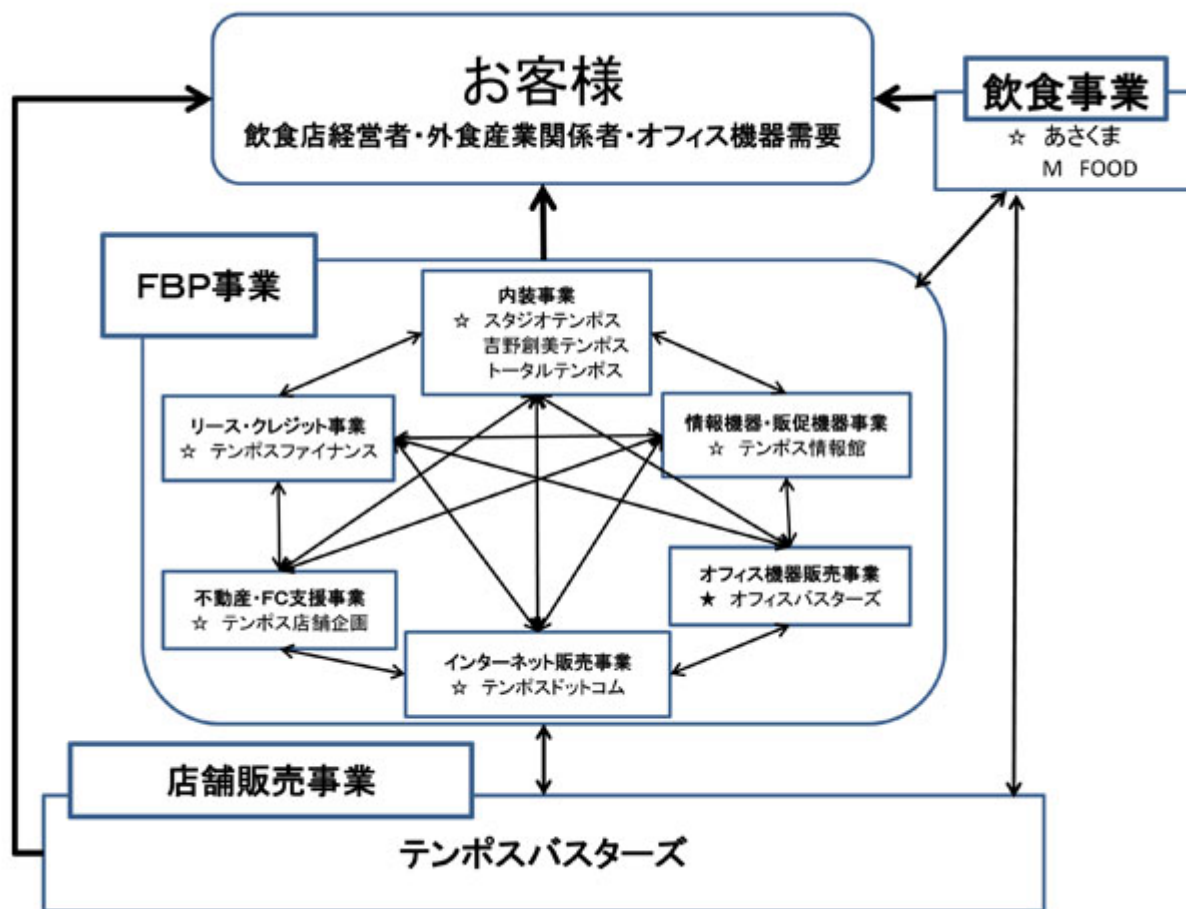 お客様
飲食店経営者・外食産業関係者・オフィス機器需要
飲食事業
☆ あさくま
M FOOD
FBP事業
内装事業
☆ スタジオテンポス
吉野創美テンポス
トータルテンポス
リース・クレジット事業
☆ テンポスファイナンス
情報機器・販促機器事業
☆ テンポス情報館
不動産・FC支援事業
☆ テンポス店舗企画
オフィス機器販売事業
★ オフィスバスターズ
インターネット販売事業
☆ テンポスドットコム
店舗販売事業
テンポスバスターズ